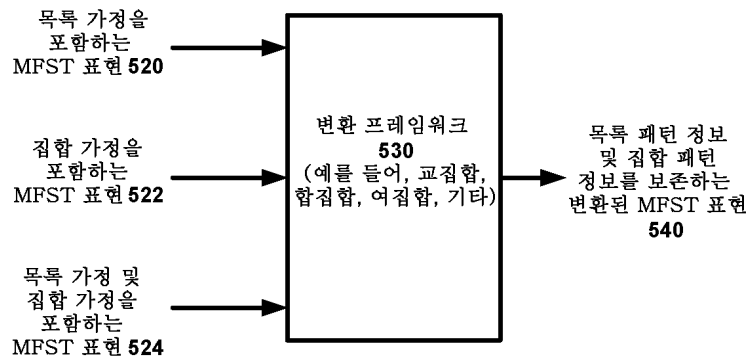 목록 가정을
포함하는
MFST 표현 520
집합 가정을
포함하는
MFST 표현 522
목록 가정 및
집합 가정을
포함하는
MFST 표현 524
변환 프레임워크
530
(예를 들어, 교집합,
합집합, 여집합, 기타)
목록 패턴 정보
및 집합 패턴
정보를 보존하는
변환된 MFST 표현
540